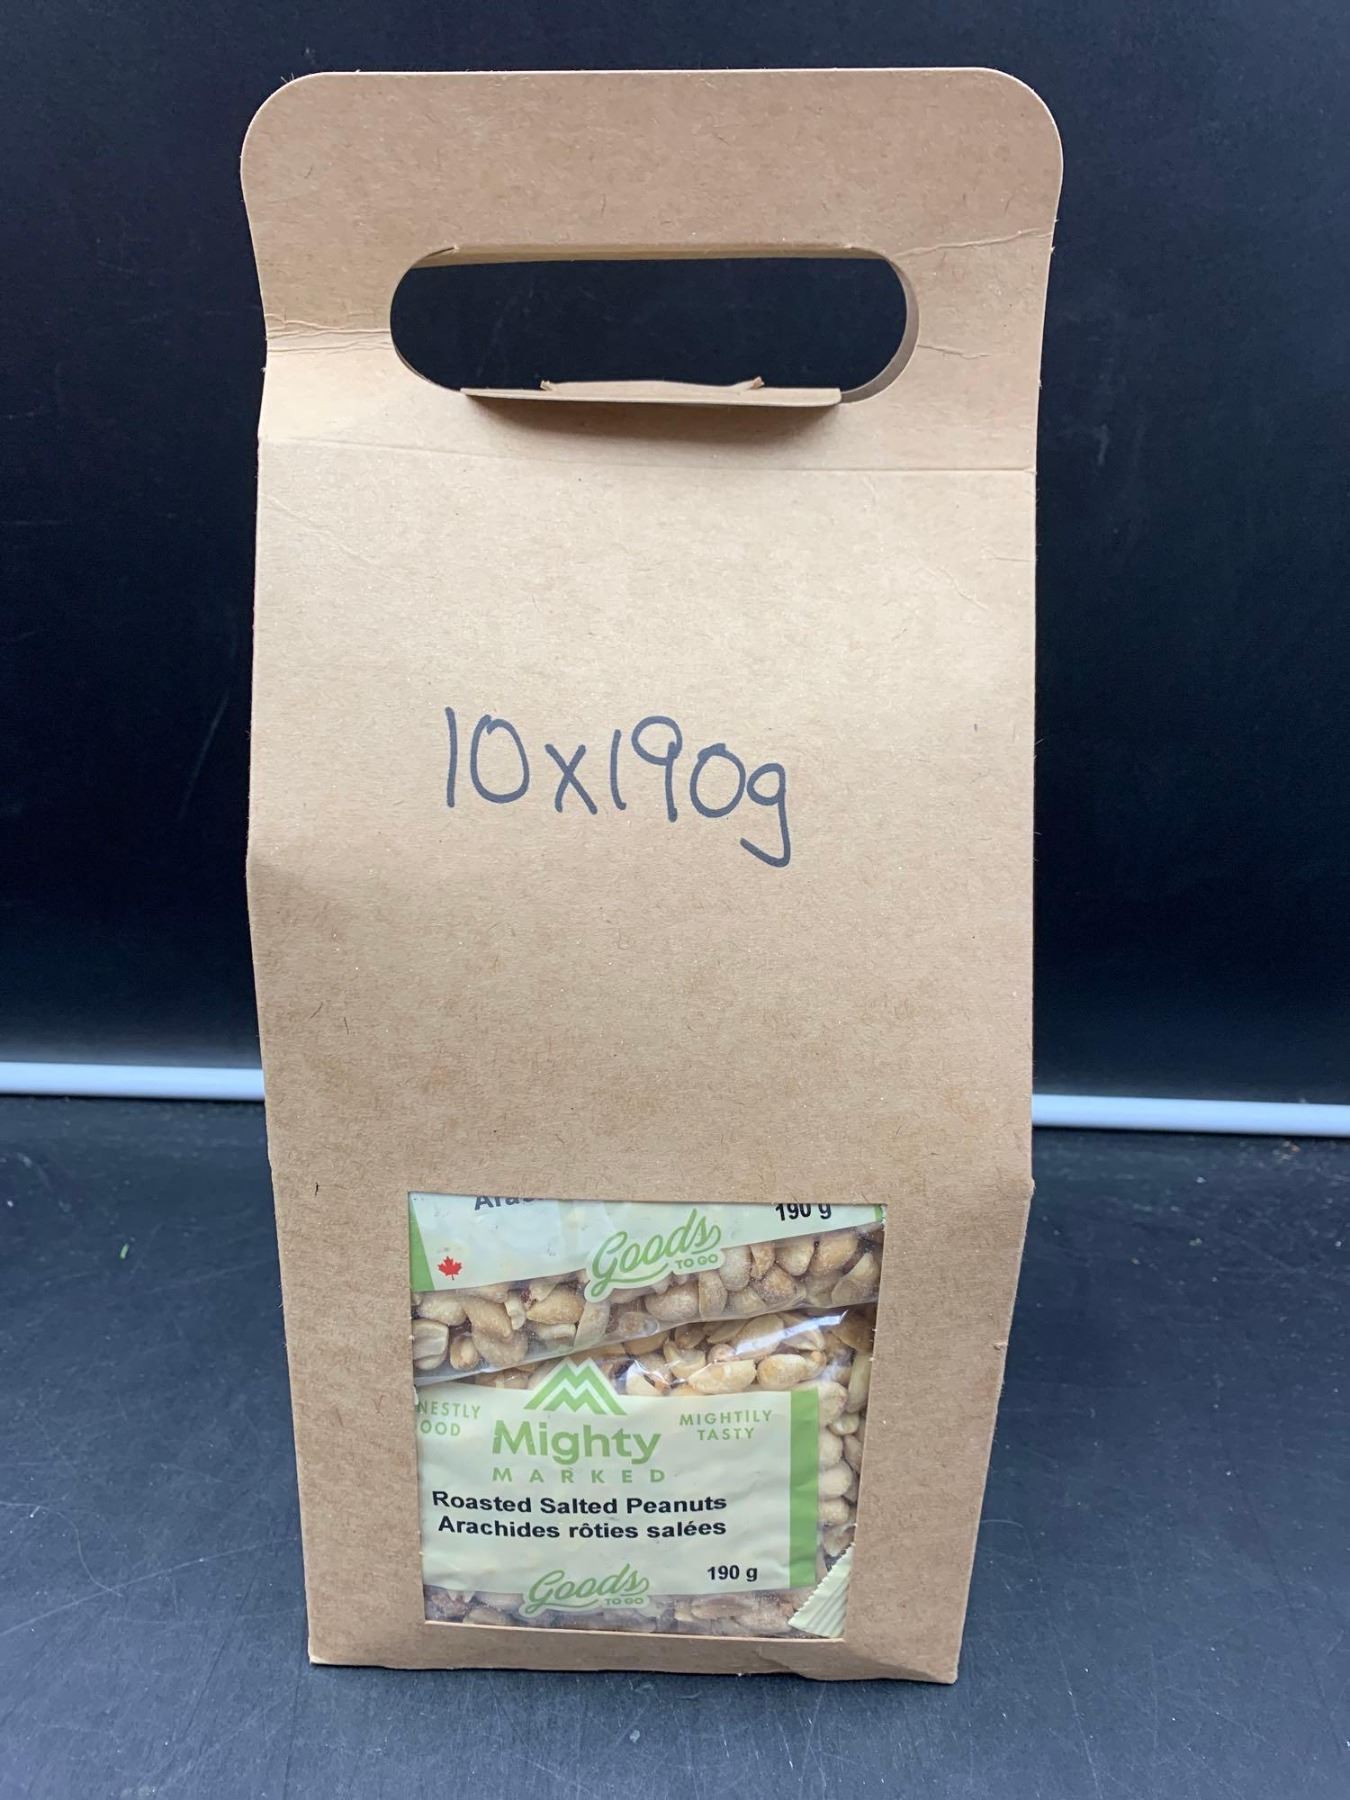 10x190g
190 g
Goods
TO GO
Mighty
MARKED
MIGHTILY
TASTY
Roasted Salted Peanuts
Arachides rôties salées
190 g
Goods
TO GO